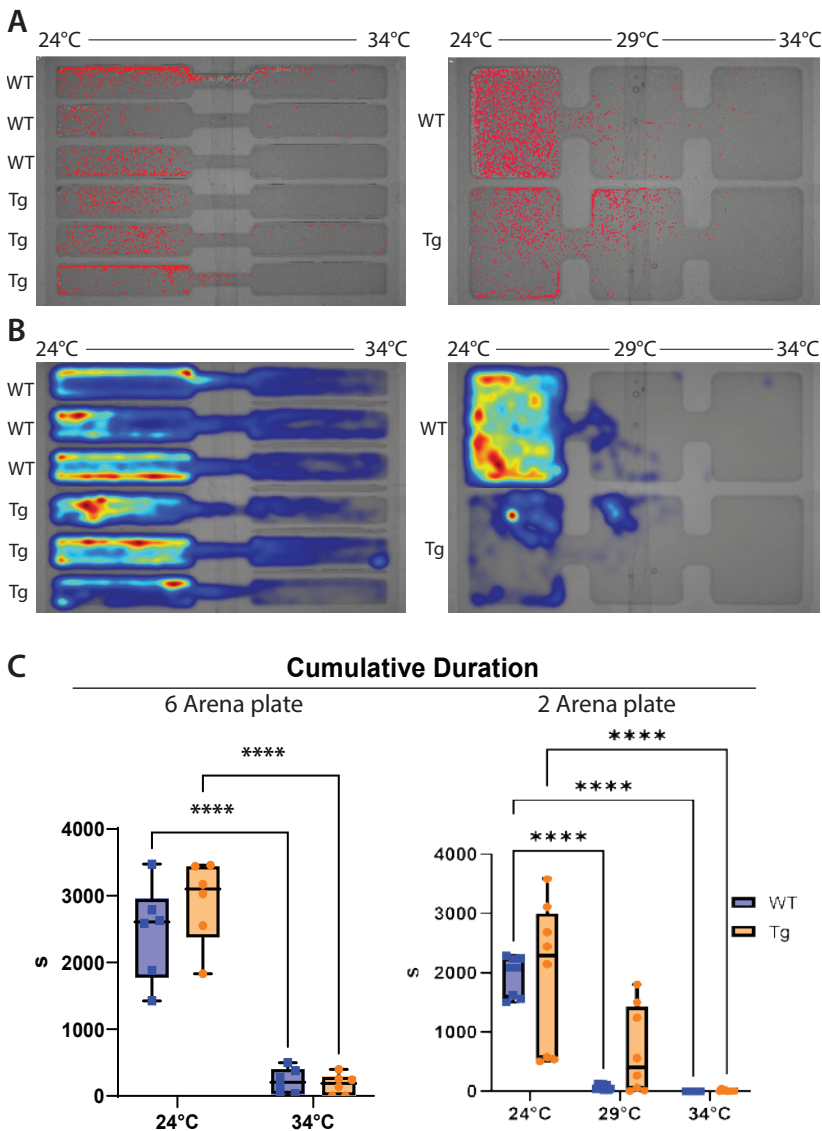 A
24°C 34°C
24°C 29°C 34°C
WT
WT
WT
Tg
Tg
Tg
WT
Tg
B
24°C 34°C
24°C 29°C 34°C
WT
WT
WT
Tg
Tg
Tg
WT
Tg
C
Cumulative Duration
6 Arena plate
2 Arena plate
****
****
4000
3000
2000
1000
0
s
24°C 34°C
****
****
****
4000
3000
2000
1000
0
s
24°C 29°C 34°C
WT
Tg